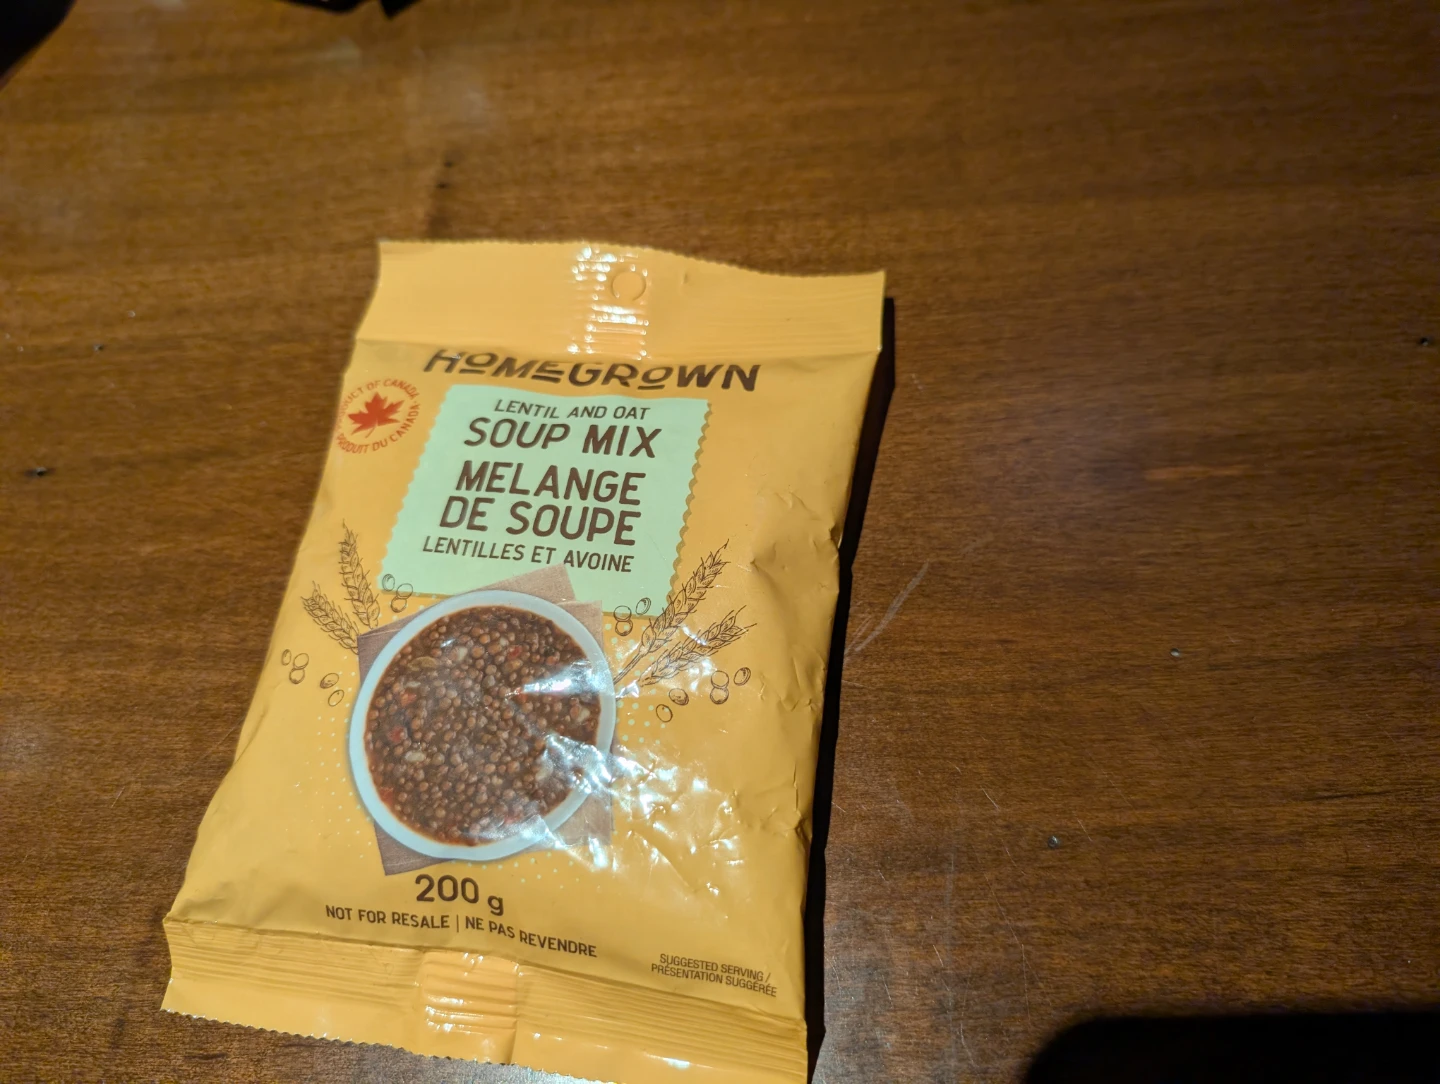 HOMEGROWN
PRODUCT OF CANADA
PRODUIT DU CANADA
LENTIL AND OAT
SOUP MIX
MELANGE
DE SOUPE
LENTILLES ET AVOINE
200 g
NOT FOR RESALE | NE PAS REVENDRE
SUGGESTED SERVING /
PRÉSENTATION SUGGÉRÉE